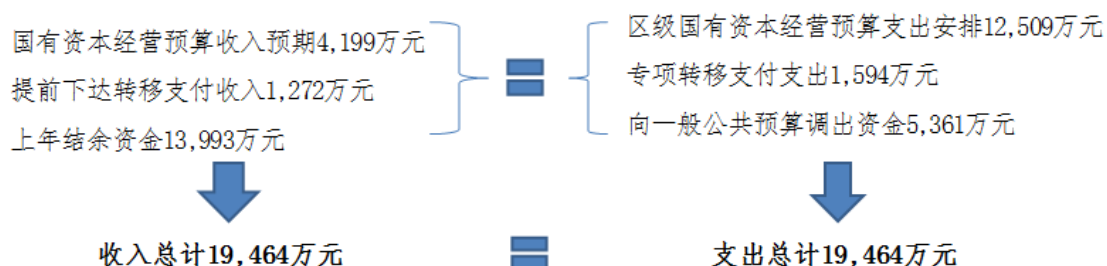 国有资本经营预算收入预期4,199万元
提前下达转移支付收入1,272万元
上年结余资金13,993万元
区级国有资本经营预算支出安排12,509万元
专项转移支付支出1,594万元
向一般公共预算调出资金5,361万元
收入总计19,464万元
支出总计19,464万元